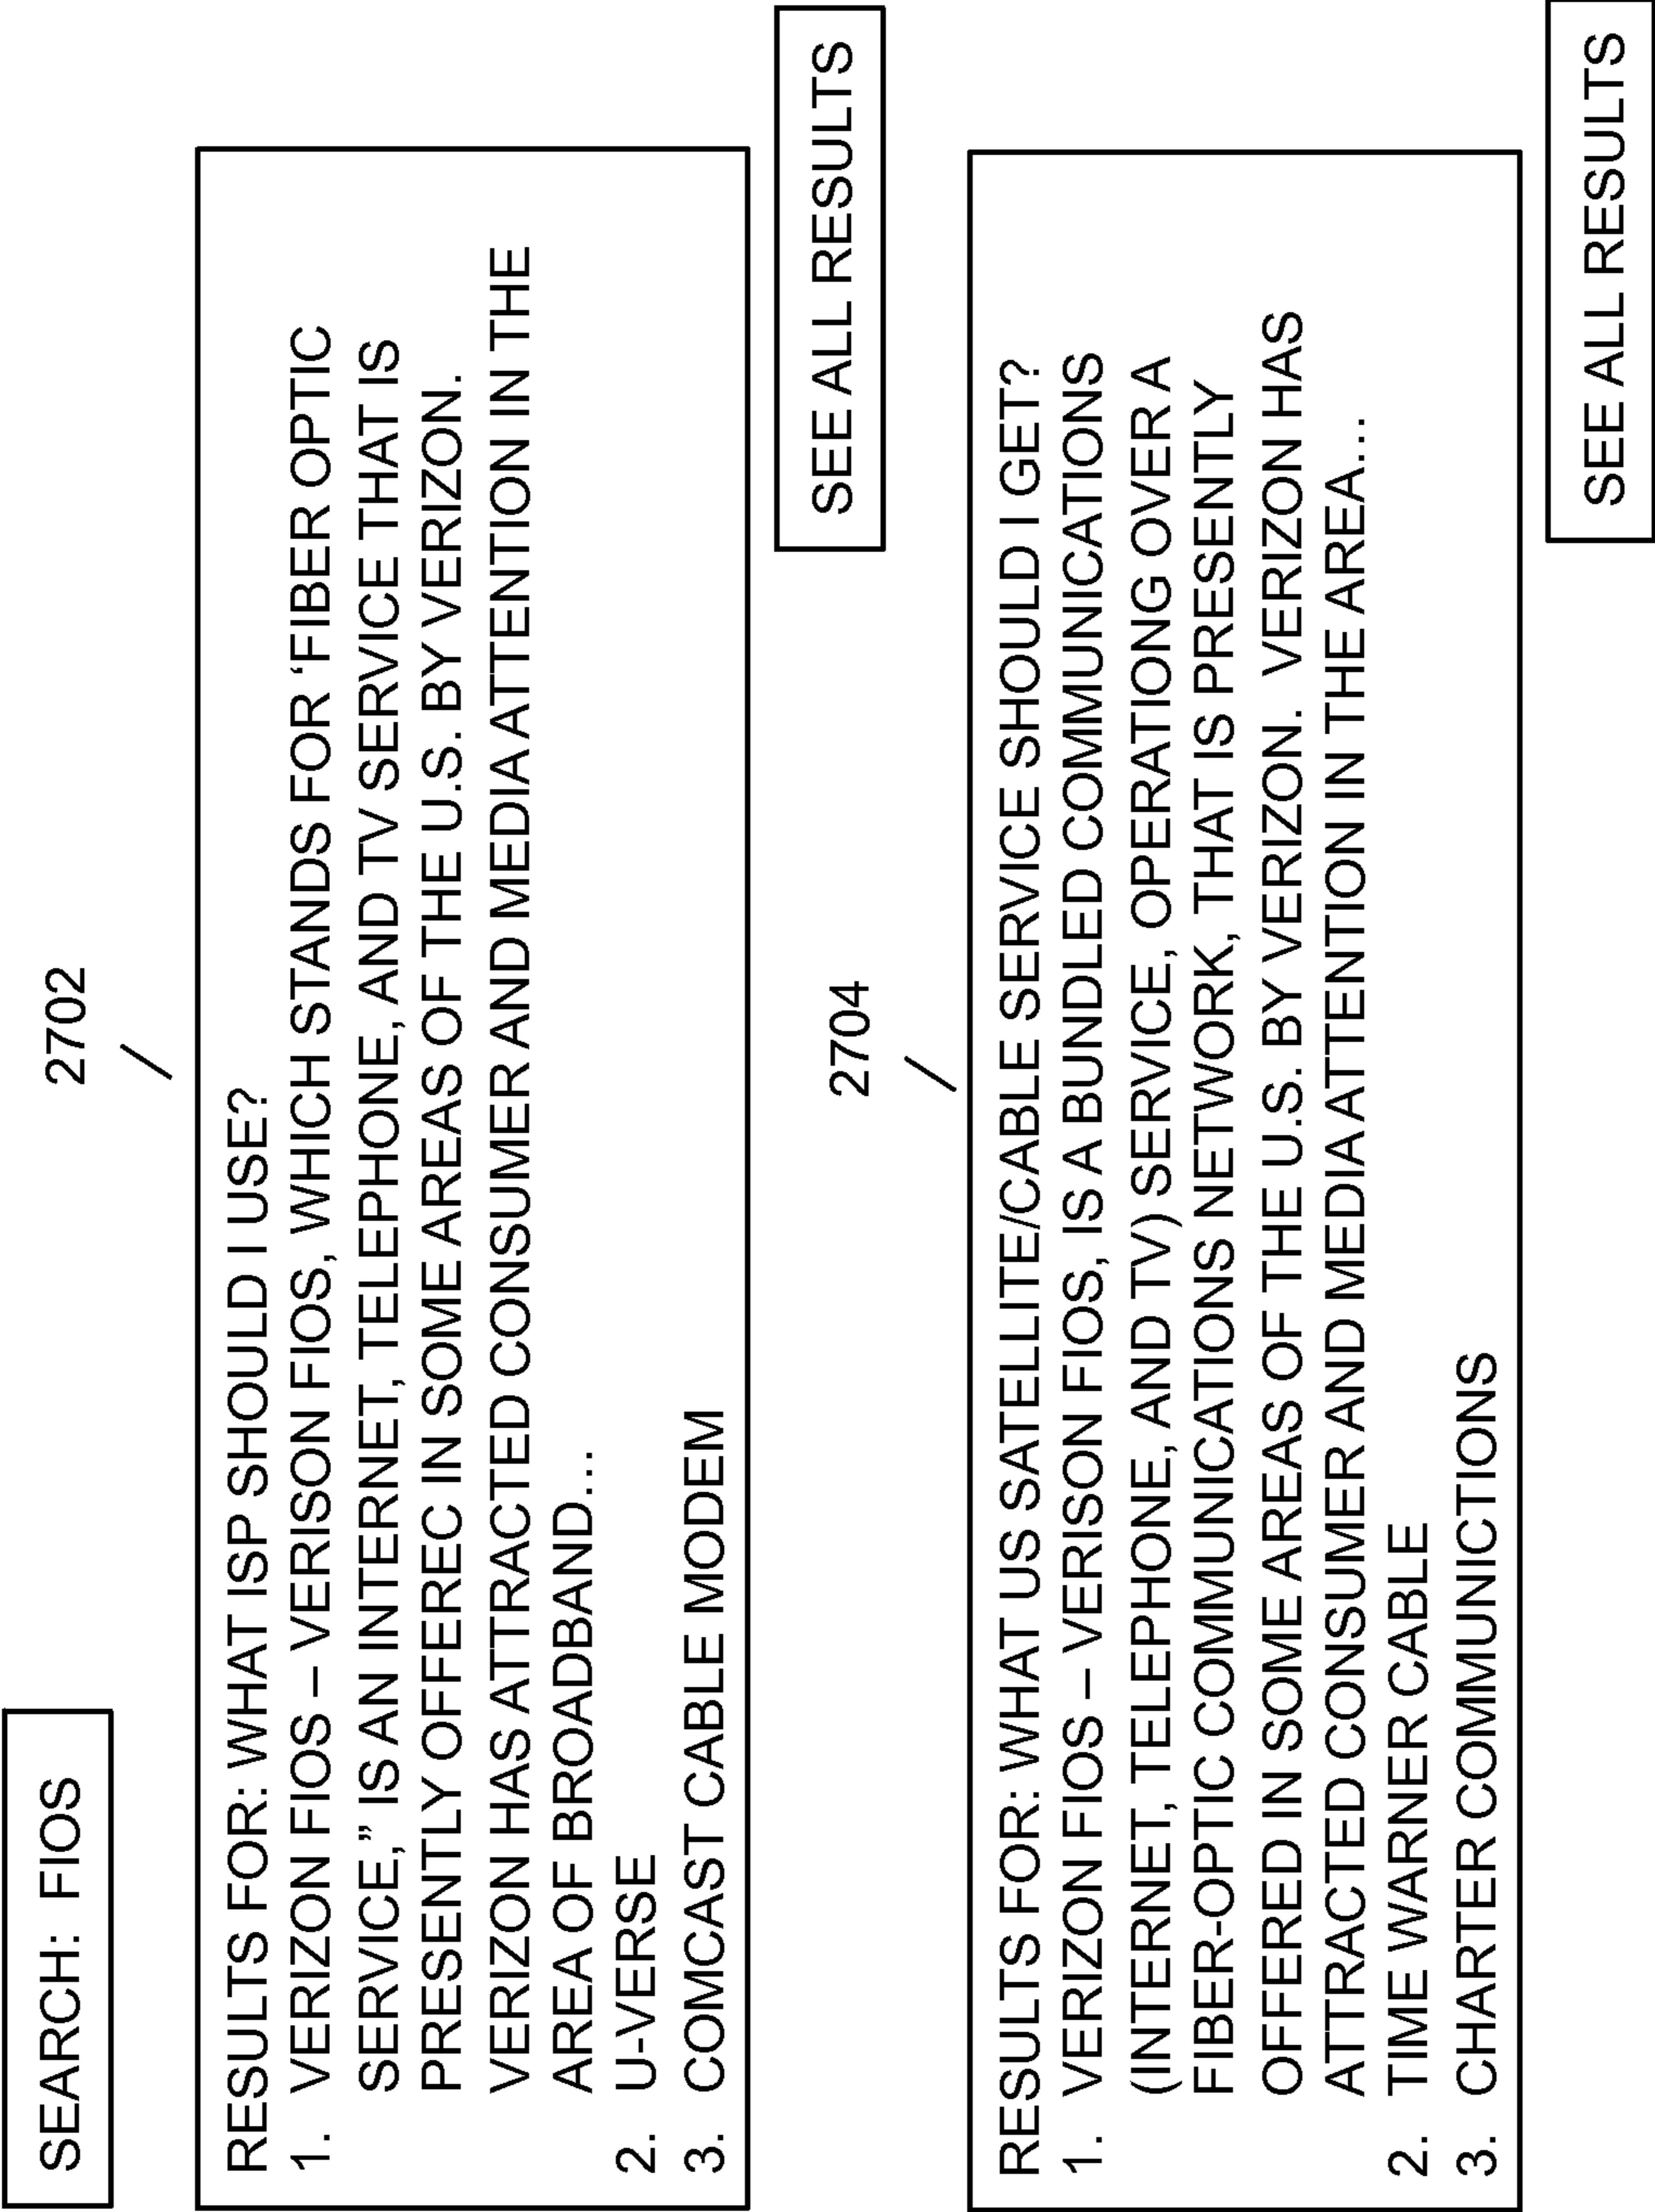 SEARCH: FIOS
2702
RESULTS FOR: WHAT ISP SHOULD I USE?
1. VERIZON FIOS – VERISON FIOS, WHICH STANDS FOR ‘FIBER OPTIC
SERVICE,” IS AN INTERNET, TELEPHONE, AND TV SERVICE THAT IS
PRESENTLY OFFEREC IN SOME AREAS OF THE U.S. BY VERIZON.
VERIZON HAS ATTRACTED CONSUMER AND MEDIA ATTENTION IN THE
AREA OF BROADBAND…
2. U-VERSE
3. COMCAST CABLE MODEM
SEE ALL RESULTS
2704
RESULTS FOR: WHAT US SATELLITE/CABLE SERVICE SHOULD I GET?
1. VERIZON FIOS – VERISON FIOS, IS A BUNDLED COMMUNICATIONS
(INTERNET, TELEPHONE, AND TV) SERVICE, OPERATIONG OVER A
FIBER-OPTIC COMMUNICATIONS NETWORK, THAT IS PRESENTLY
OFFERED IN SOME AREAS OF THE U.S. BY VERIZON. VERIZON HAS
ATTRACTED CONSUMER AND MEDIA ATTENTION IN THE AREA…
2. TIME WARNER CABLE
3. CHARTER COMMUNICTIONS
SEE ALL RESULTS